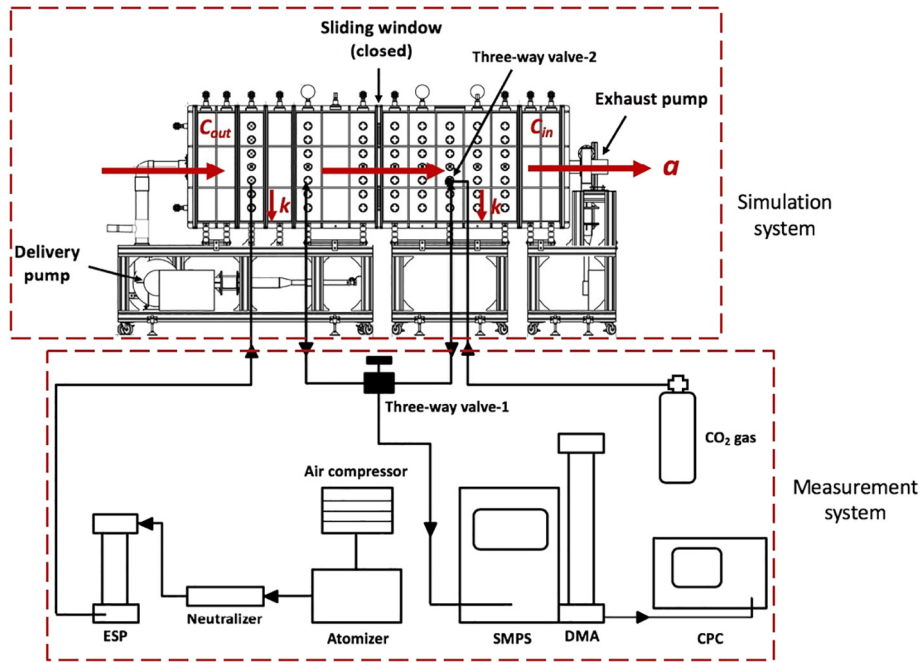 Sliding window
(closed)
Three-way valve-2
Exhaust pump
Cout
Cin
a
k
k
Simulation
system
Delivery
pump
Three-way valve-1
CO2 gas
Air compressor
Measurement
system
Neutralizer
ESP
Atomizer
SMPS
DMA
CPC